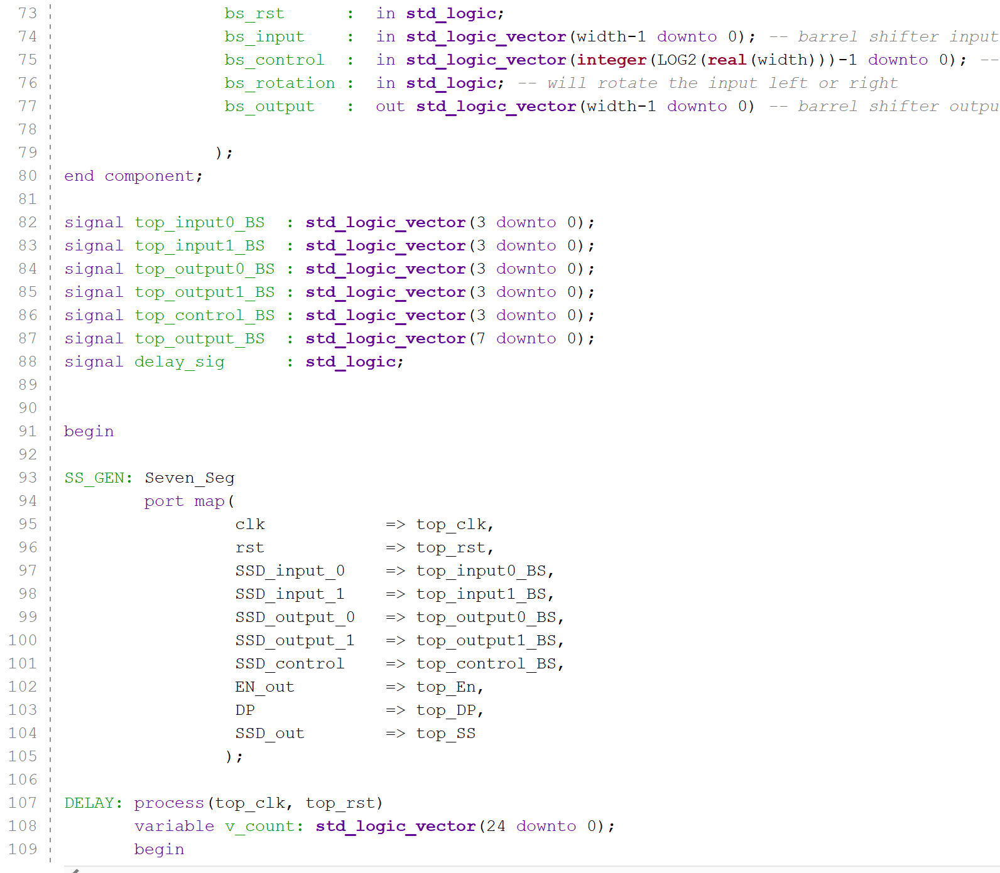 73 bs_rst : in std_logic;
74 bs_input : in std_logic_vector(width-1 downto 0); -- barrel shifter input
75 bs_control : in std_logic_vector(integer(LOG2(real(width)))-1 downto 0); --
76 bs_rotation : in std_logic; -- will rotate the input left or right
77 bs_output : out std_logic_vector(width-1 downto 0) -- barrel shifter outpu
78
79 );
80 end component;
81
82 signal top_input0_BS : std_logic_vector(3 downto 0);
83 signal top_input1_BS : std_logic_vector(3 downto 0);
84 signal top_output0_BS : std_logic_vector(3 downto 0);
85 signal top_output1_BS : std_logic_vector(3 downto 0);
86 signal top_control_BS : std_logic_vector(3 downto 0);
87 signal top_output_BS : std_logic_vector(7 downto 0);
88 signal delay_sig : std_logic;
89
90
91 begin
92
93 SS_GEN: Seven_Seg
94 port map(
95 clk => top_clk,
96 rst => top_rst,
97 SSD_input_0 => top_input0_BS,
98 SSD_input_1 => top_input1_BS,
99 SSD_output_0 => top_output0_BS,
100 SSD_output_1 => top_output1_BS,
101 SSD_control => top_control_BS,
102 EN_out => top_En,
103 DP => top_DP,
104 SSD_out => top_SS
105 );
106
107 DELAY: process(top_clk, top_rst)
108 variable v_count: std_logic_vector(24 downto 0);
109 begin